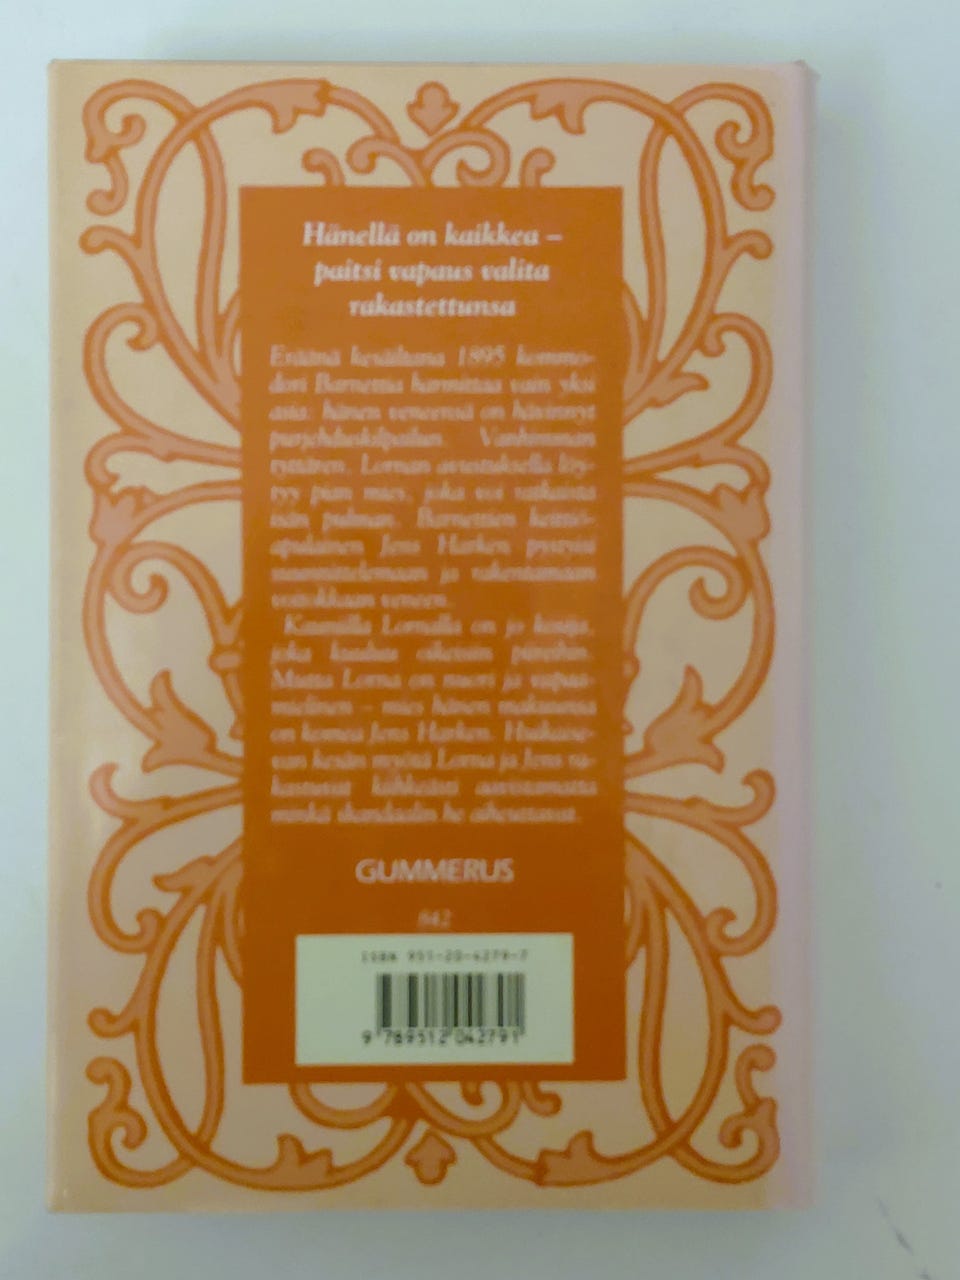 Hänellä on kaikkea –
paitsi vapaus valita
rakastettunsa
Eräänä kesäiltana 1895 kommo-
dori Barnettia harmittaa vain yksi
asia: hänen veneensä on hävinnyt
purjehduskilpailun. Vanhimman
tyttären, Lornan avustuksella löy-
tyy pian mies, joka voi ratkaista
isän pulman. Barnettien keittiö-
apulainen Jens Harken pystyisi
suunnittelemaan ja rakentamaan
voitokkaan veneen.
Kauniilla Lornalla on jo kosija,
joka kuuluu oikeisiin piireihin.
Mutta Lorna on nuori ja vapaa-
mielinen – mies hänen makuunsa
on komea Jens Harken. Huikaise-
van kesän myötä Lorna ja Jens ra-
kastuvat kiihkeästi aavistamatta
minkä skandaalin he aiheuttavat.
GUMMERUS
842
ISBN 951-20-4279-7
9 789512 042791